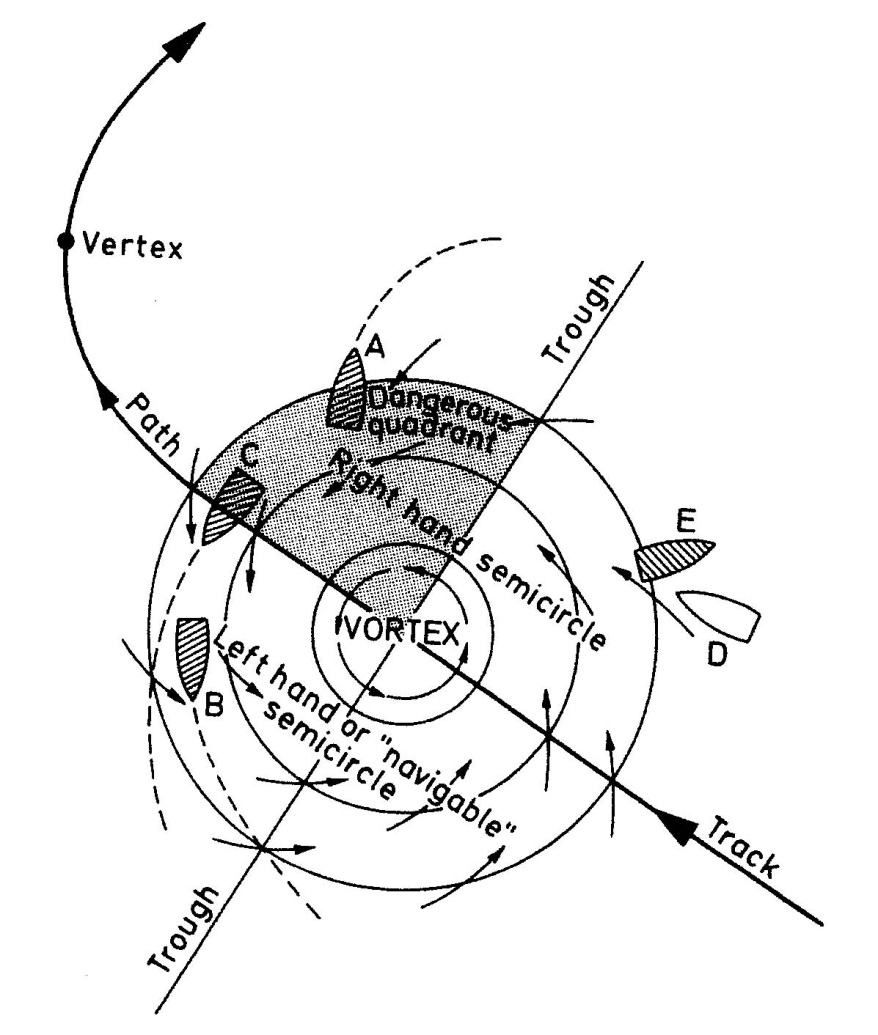 Vertex
Trough
A
Dangerous
quadrant
Path
C
Right hand semicircle
E
D
VORTEX
B
Left hand or "navigable"
semicircle
Track
Trough